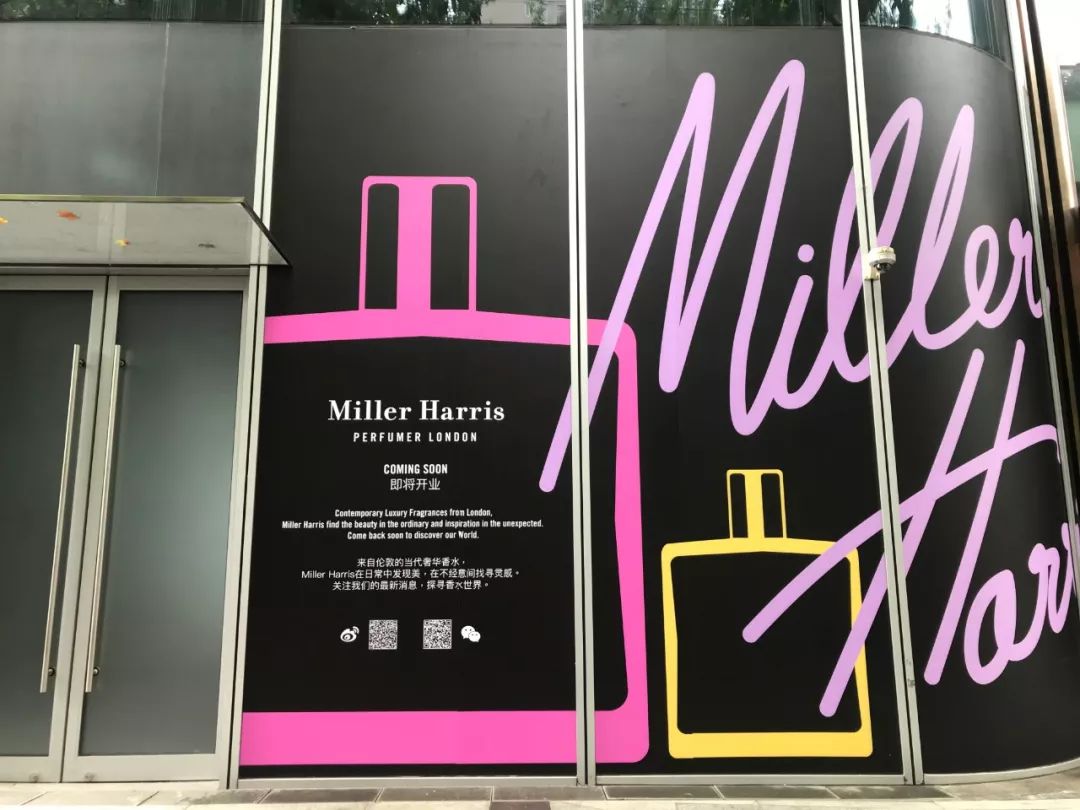 Miller Harris
PERFUMER LONDON
COMING SOON
即将开业
Contemporary Luxury Fragrances from London,
Miller Harris find the beauty in the ordinary and inspiration in the unexpected.
Come back soon to discover our World.
来自伦敦的当代奢华香水，
Miller Harris在日常中发现美，在不经意间找寻灵感。
关注我们的最新消息，探寻香水世界。
Miller
Harr